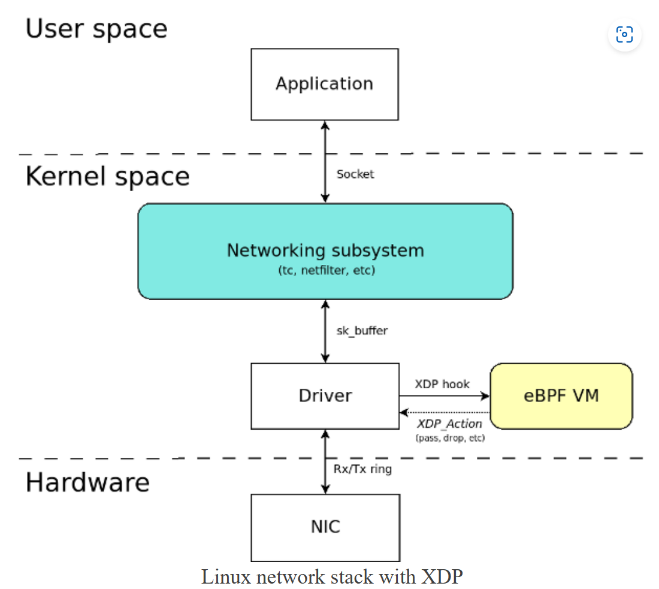 User space
Application
Socket
Kernel space
Networking subsystem
(tc, netfilter, etc)
sk_buffer
Driver
XDP hook
XDP_Action
(pass, drop, etc)
eBPF VM
Rx/Tx ring
Hardware
NIC
Linux network stack with XDP